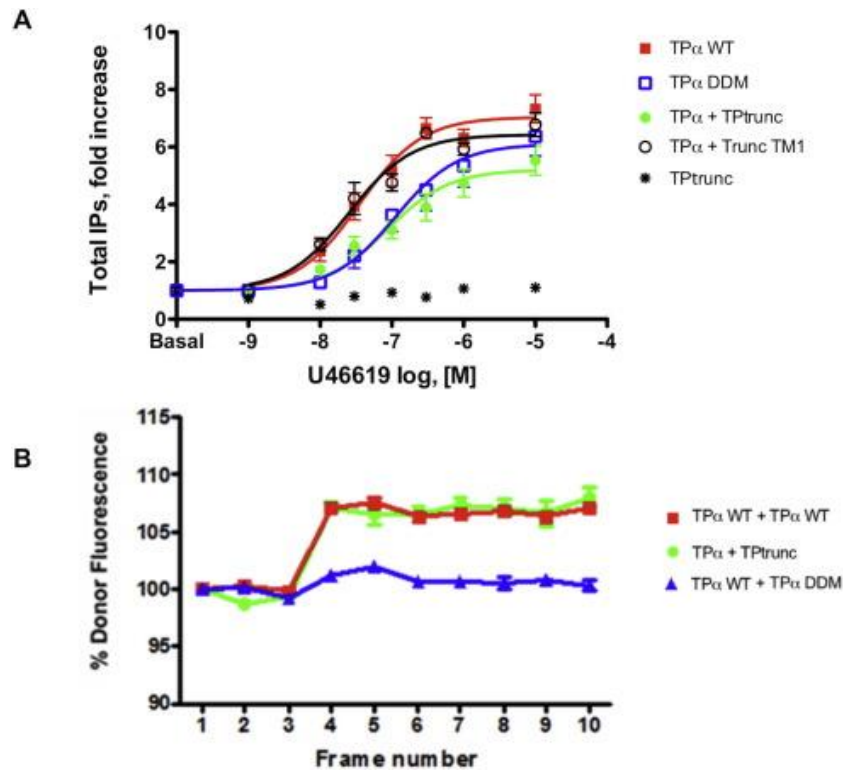 A
Total IPs, fold increase
10
8
6
4
2
0
Basal -9 -8 -7 -6 -5 -4
U46619 log, [M]
TPα WT
TPα DDM
TPα + TPtrunc
TPα + Trunc TM1
TPtrunc
B
% Donor Fluorescence
115
110
105
100
95
90
1 2 3 4 5 6 7 8 9 10
Frame number
TPα WT + TPα WT
TPα + TPtrunc
TPα WT + TPα DDM